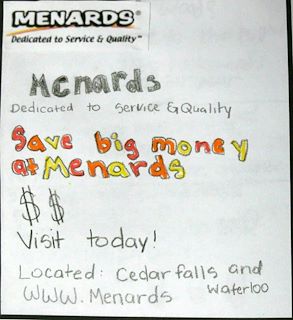 MENARDS
Dedicated to Service & Quality™
Menards
Dedicated to Service & Quality
Save big money
at Menards
$ $
Visit today!
Located: Cedar falls and
Waterloo
WWW.Menards